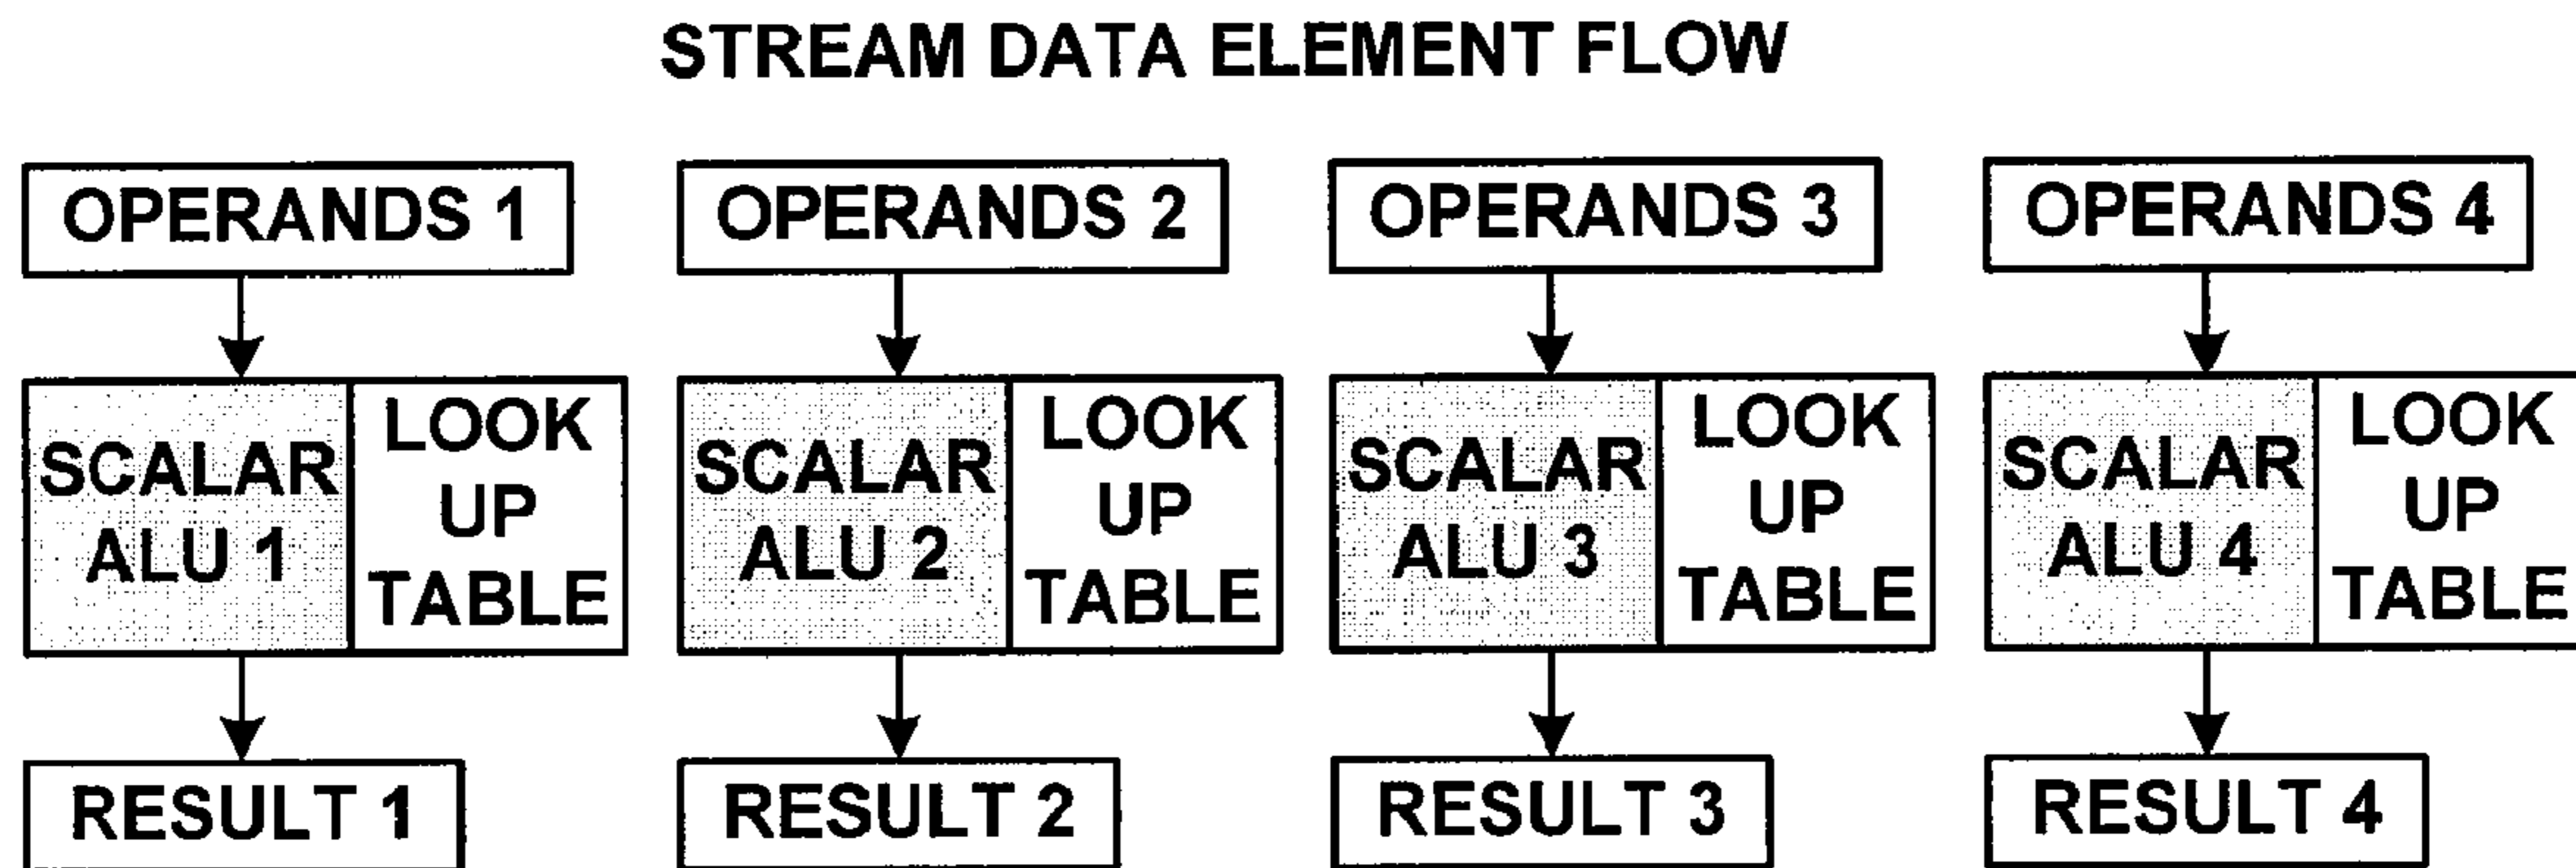 STREAM DATA ELEMENT FLOW
OPERANDS 1
OPERANDS 2
OPERANDS 3
OPERANDS 4
SCALAR
ALU 1
LOOK
UP
TABLE
SCALAR
ALU 2
LOOK
UP
TABLE
SCALAR
ALU 3
LOOK
UP
TABLE
SCALAR
ALU 4
LOOK
UP
TABLE
RESULT 1
RESULT 2
RESULT 3
RESULT 4